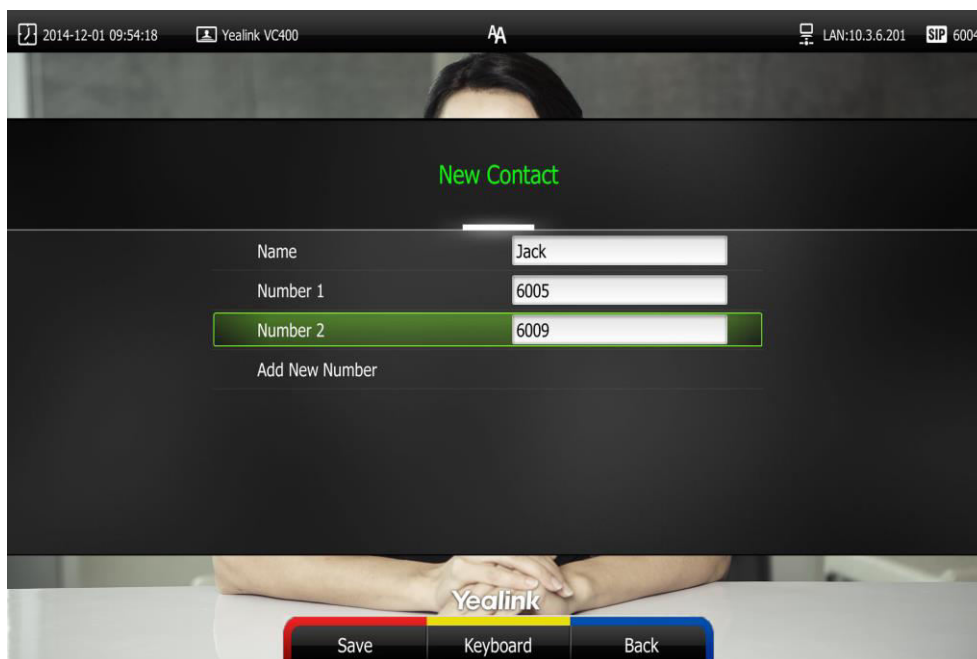 2014-12-01 09:54:18 Yealink VC400 AA LAN:10.3.6.201 SIP 6004
New Contact
Name Jack
Number 1 6005
Number 2 6009
Add New Number
Yealink
Save Keyboard Back